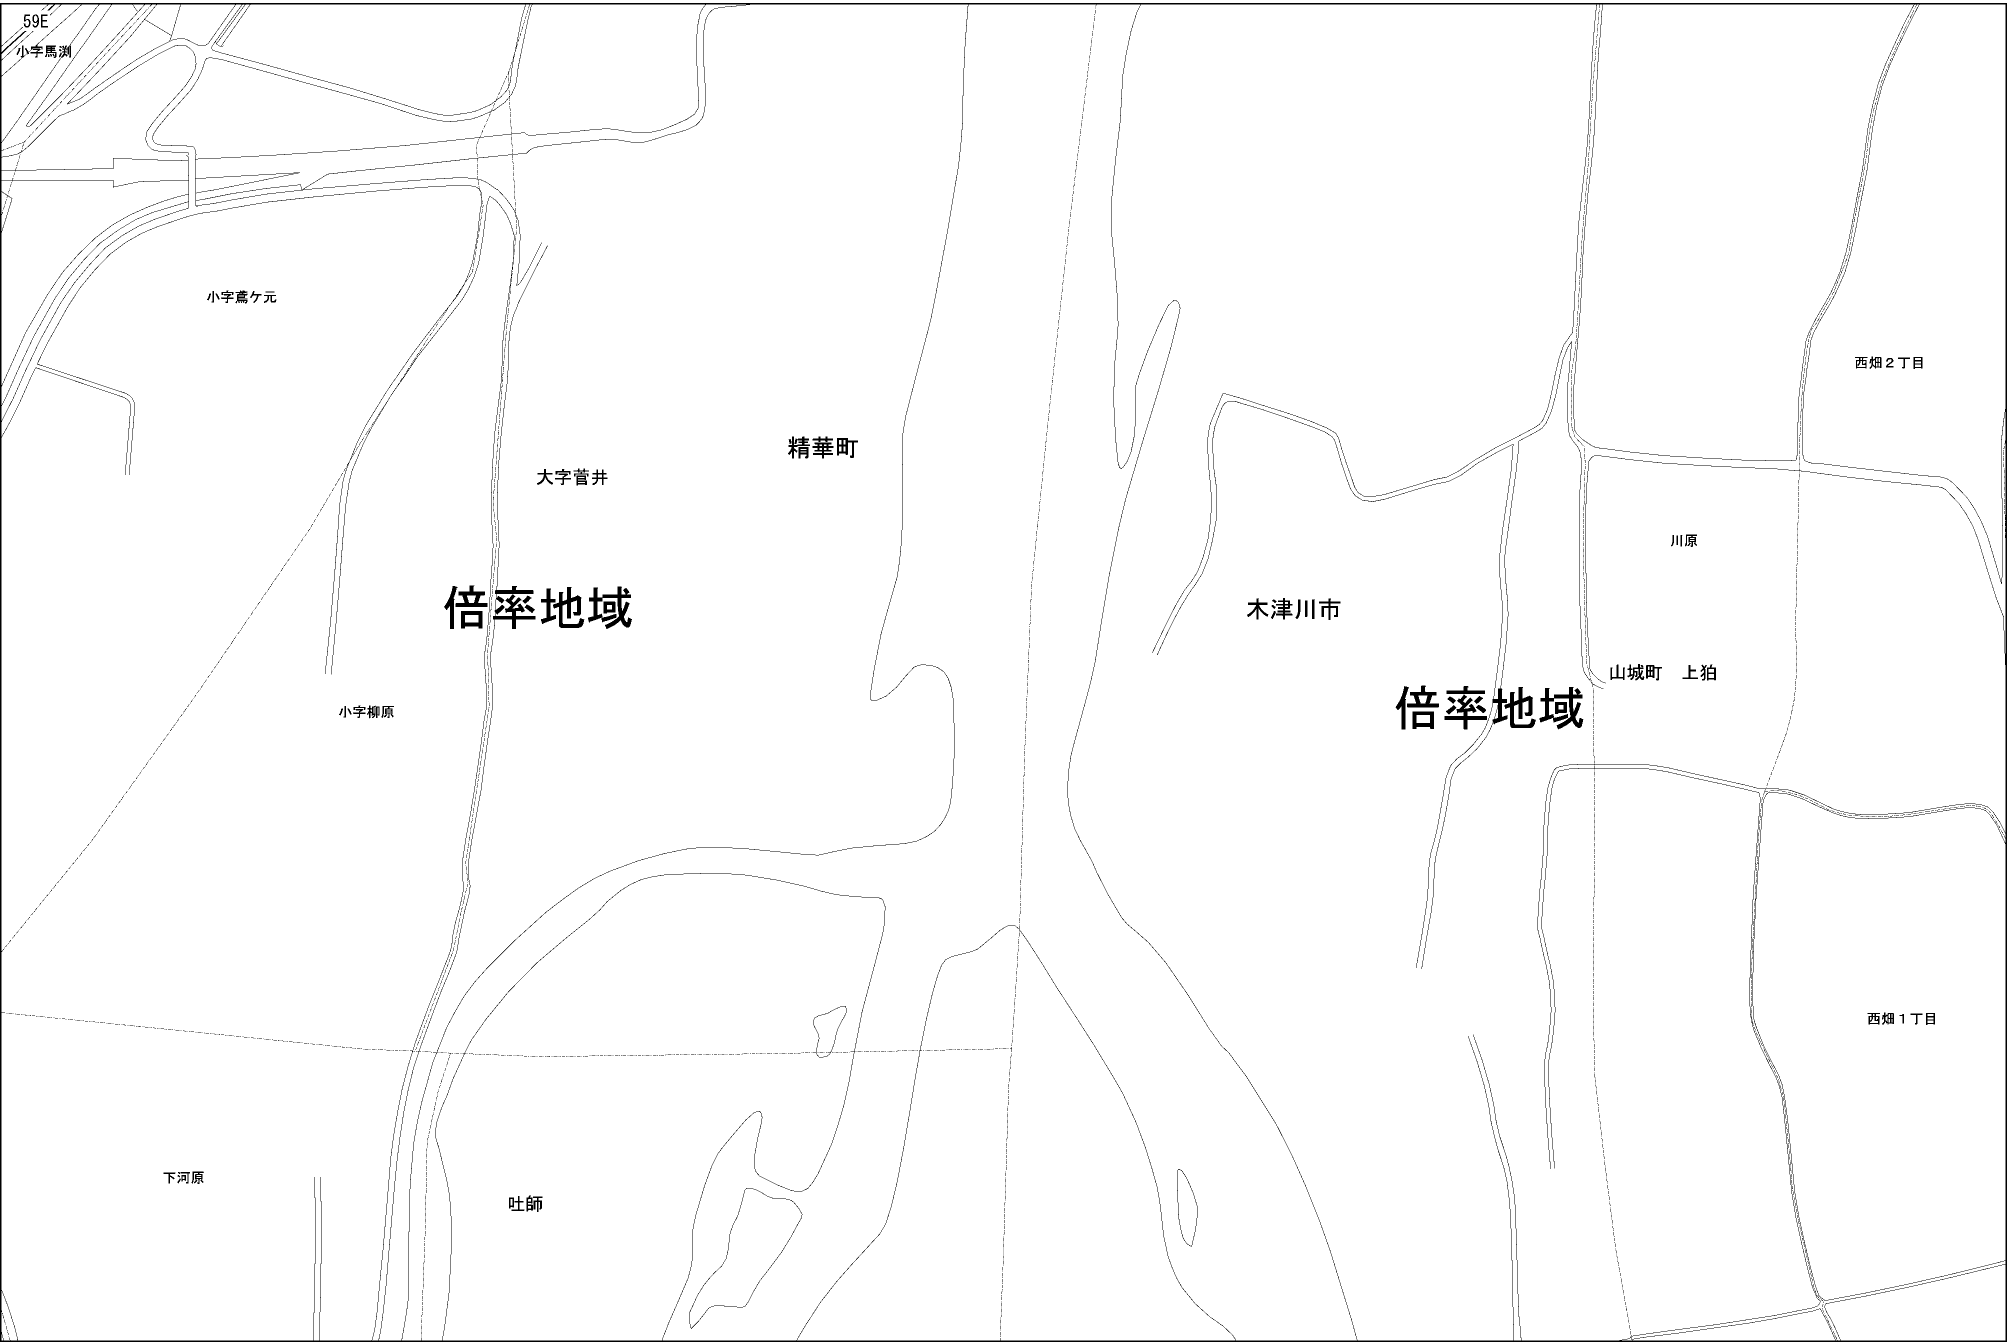 59E
小字馬渕
小字鳶ケ元
西畑２丁目
精華町
大字菅井
川原
倍率地域
木津川市
山城町　上狛
倍率地域
小字柳原
西畑１丁目
下河原
吐師